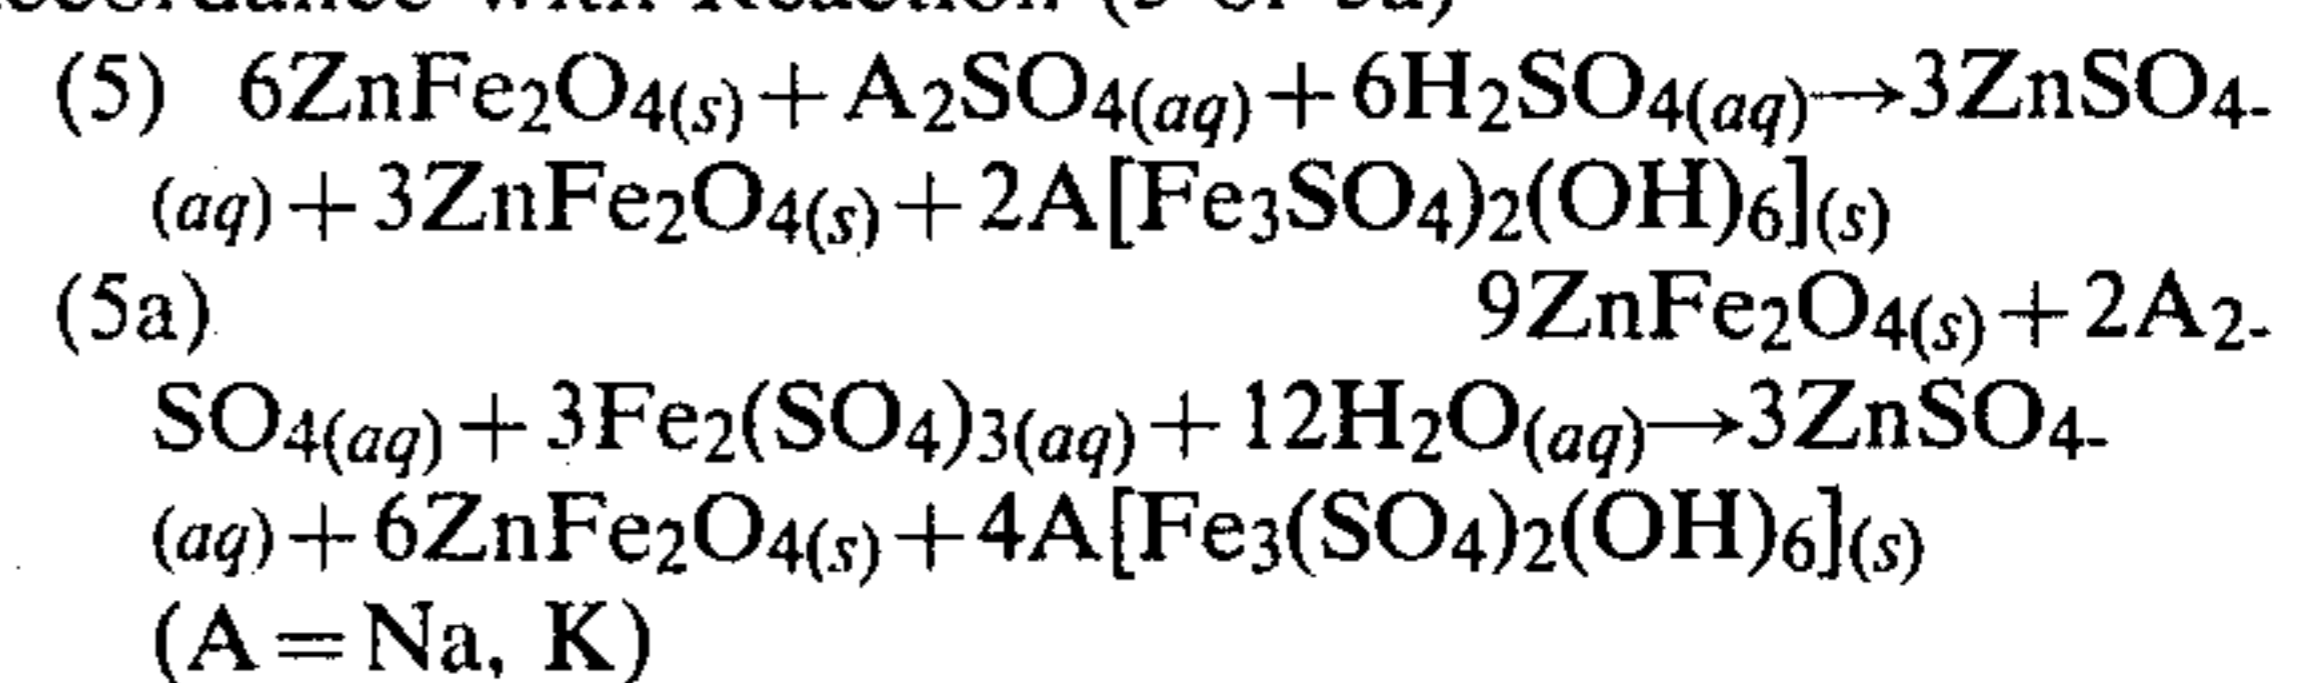 (5) 6ZnFe2O4(s)+A2SO4(aq)+6H2SO4(aq)→3ZnSO4-
(aq)+3ZnFe2O4(s)+2A[Fe3SO4)2(OH)6](s)
(5a) 9ZnFe2O4(s)+2A2-
SO4(aq)+3Fe2(SO4)3(aq)+12H2O(aq)→3ZnSO4-
(aq)+6ZnFe2O4(s)+4A[Fe3(SO4)2(OH)6](s)
(A=Na, K)